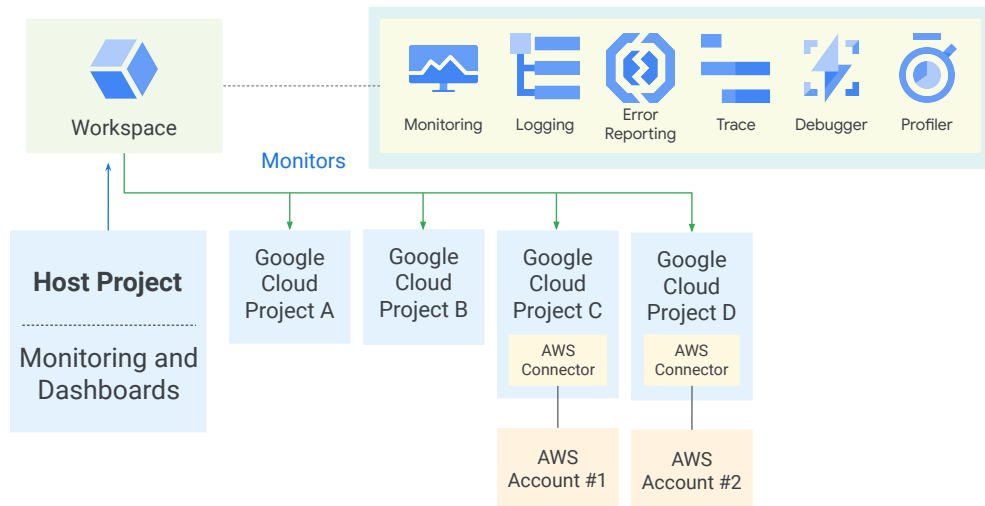 Workspace
Monitoring
Logging
Error
Reporting
Trace
Debugger
Profiler
Monitors
Host Project
Monitoring and
Dashboards
Google
Cloud
Project A
Google
Cloud
Project B
Google
Cloud
Project C
AWS
Connector
Google
Cloud
Project D
AWS
Connector
AWS
Account #1
AWS
Account #2